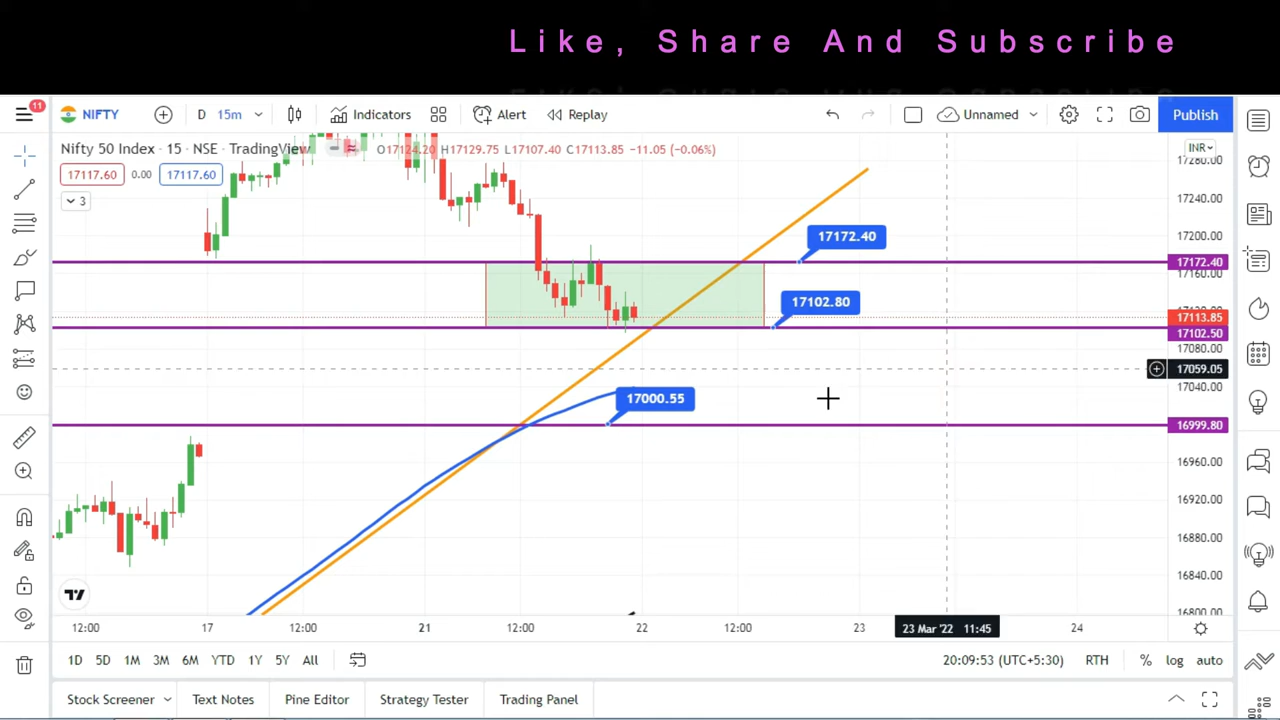 Like, Share And Subscribe
11
NIFTY
D
15m
Indicators
Alert
Replay
Unnamed
Publish
Nifty 50 Index · 15 · NSE · TradingView
O17124.20 H17129.75 L17107.40 C17113.85 −11.05 (−0.06%)
INR
17117.60
0.00
17117.60
3
17260.00
17240.00
17200.00
17172.40
17172.40
17160.00
17102.80
17113.85
17102.50
17080.00
17059.05
17040.00
17000.55
16999.80
16960.00
16920.00
16880.00
16840.00
16800.00
12:00
17
12:00
21
12:00
22
12:00
23
23 Mar '22 11:45
24
1D
5D
1M
3M
6M
YTD
1Y
5Y
All
20:09:53 (UTC+5:30)
RTH
%
log
auto
Stock Screener
Text Notes
Pine Editor
Strategy Tester
Trading Panel